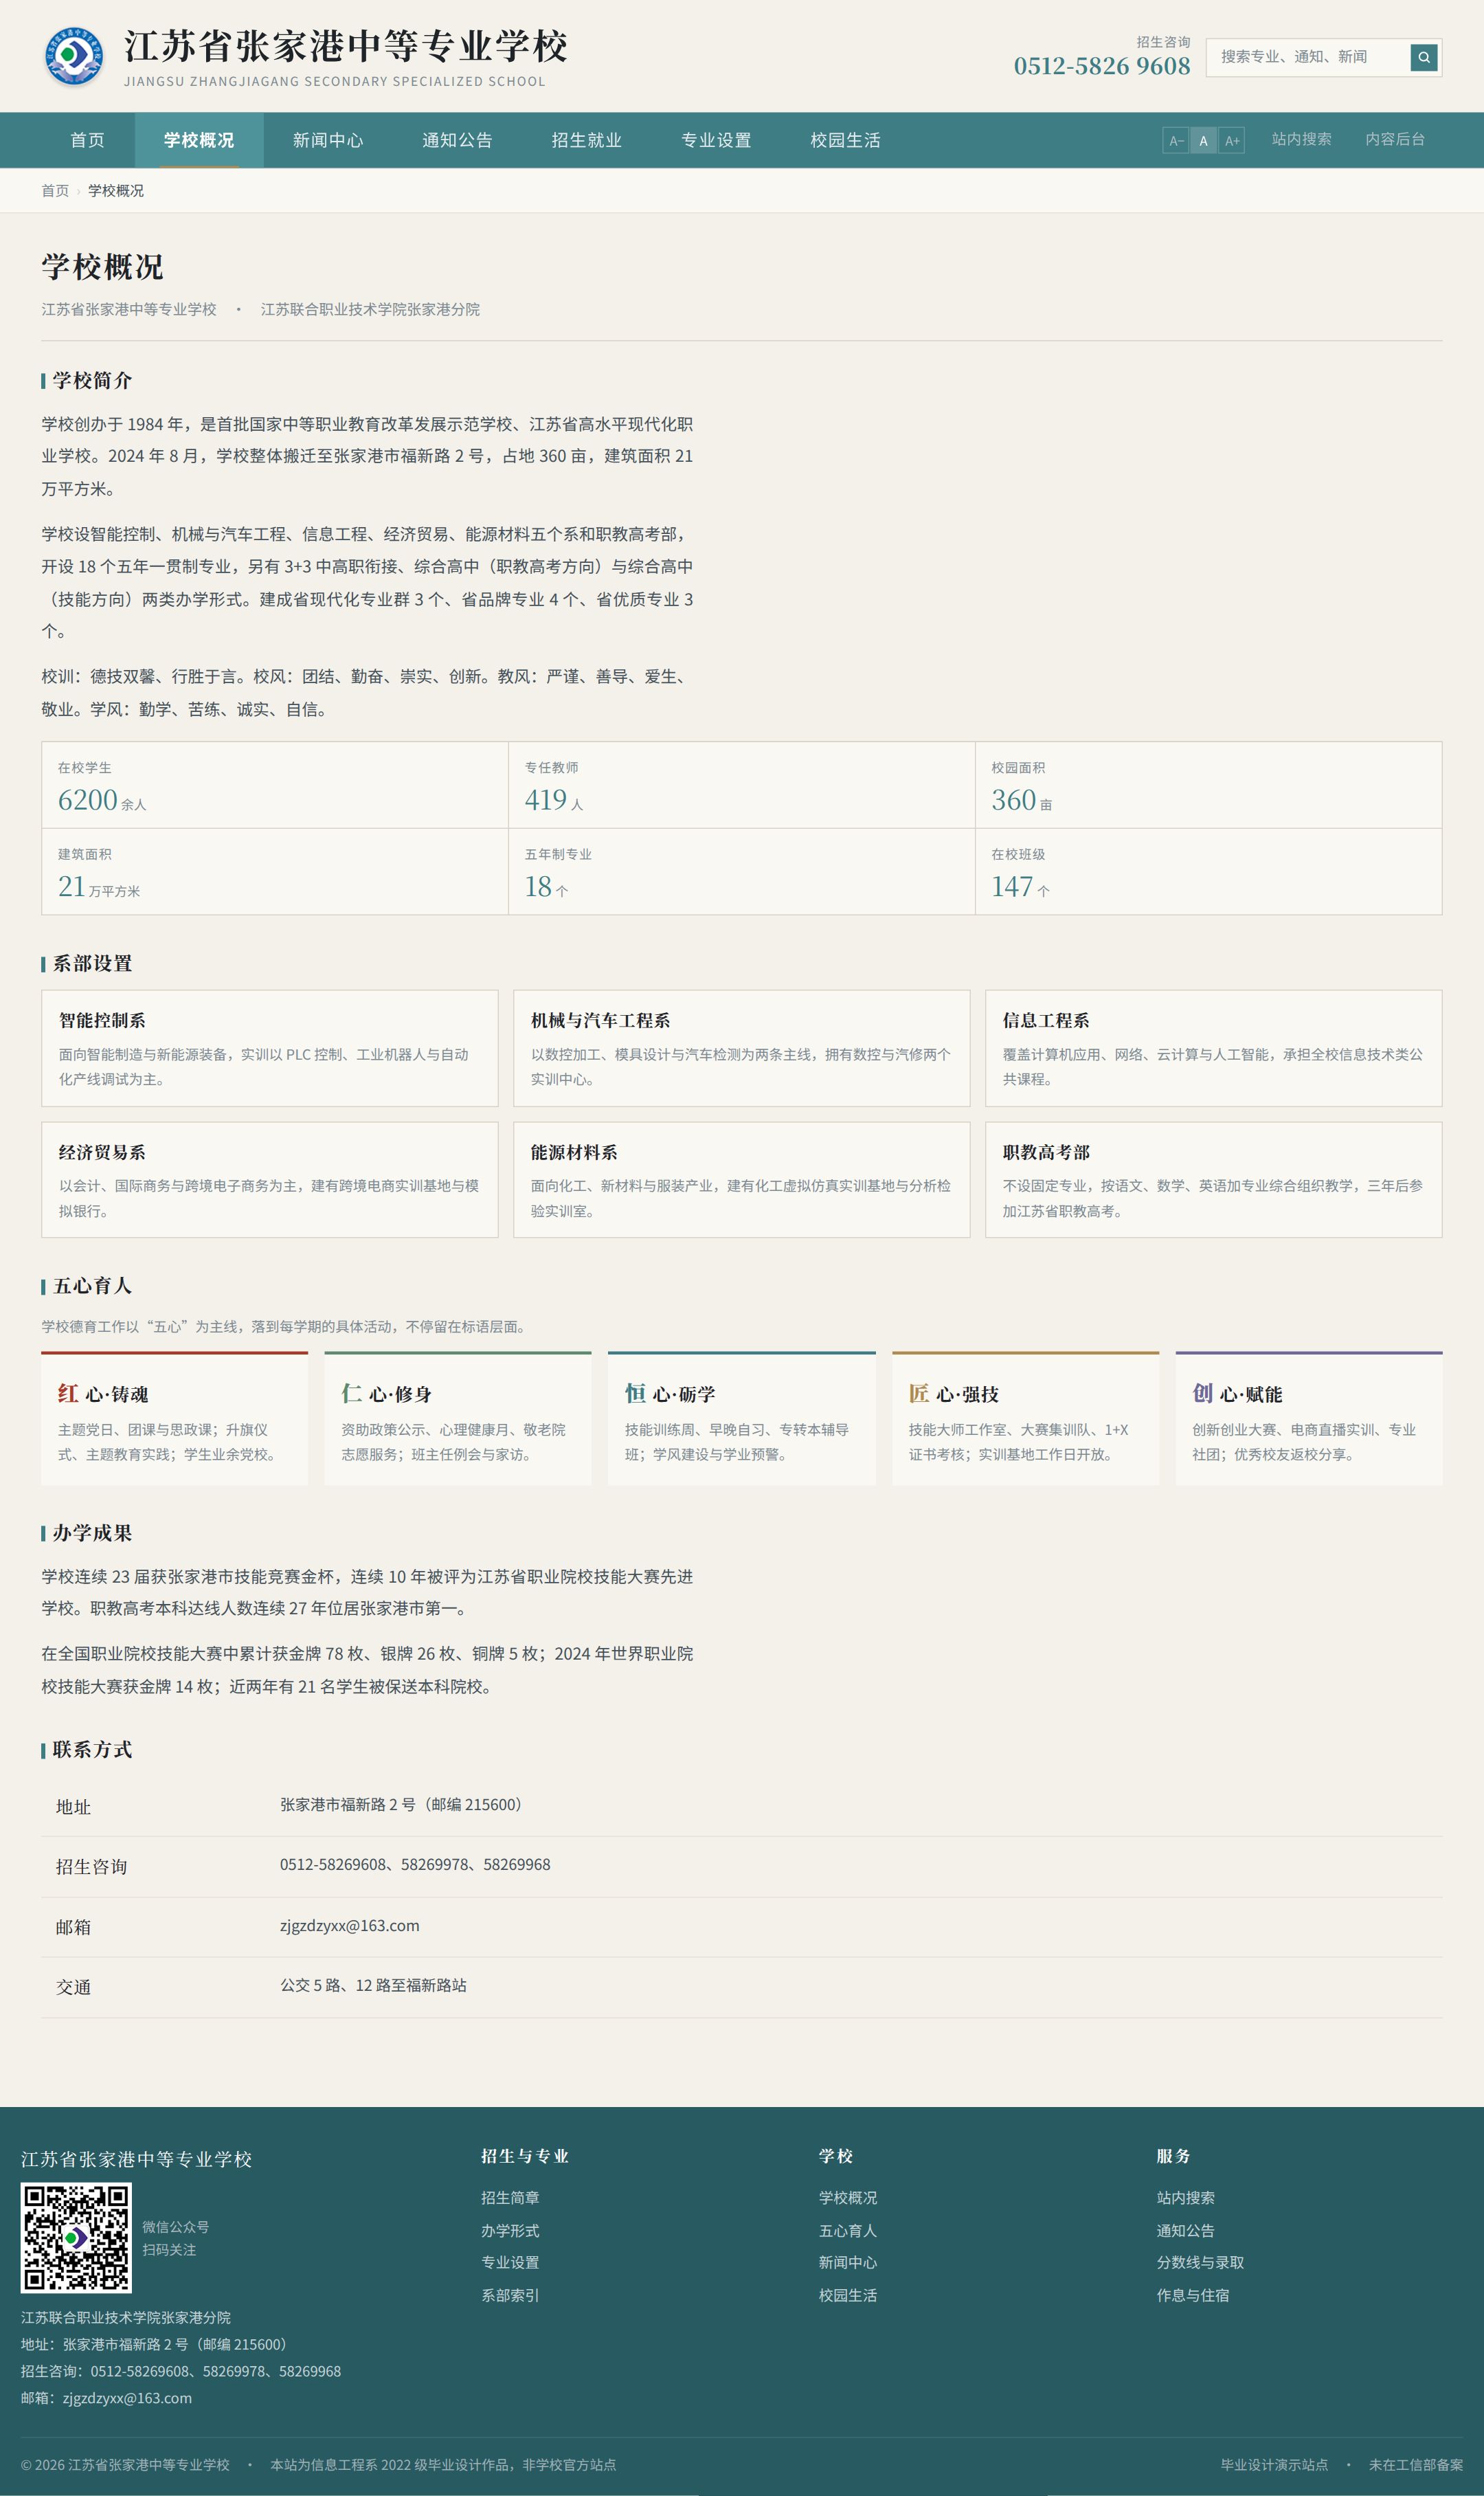 江苏省张家港中等专业学校
JIANGSU ZHANGJIAGANG SECONDARY SPECIALIZED SCHOOL
招生咨询
0512-5826 9608
搜索专业、通知、新闻
首页
学校概况
新闻中心
通知公告
招生就业
专业设置
校园生活
A−
A
A+
站内搜索
内容后台
首页 › 学校概况
学校概况
江苏省张家港中等专业学校 · 江苏联合职业技术学院张家港分院
学校简介
学校创办于 1984 年，是首批国家中等职业教育改革发展示范学校、江苏省高水平现代化职
业学校。2024 年 8 月，学校整体搬迁至张家港市福新路 2 号，占地 360 亩，建筑面积 21
万平方米。
学校设智能控制、机械与汽车工程、信息工程、经济贸易、能源材料五个系和职教高考部，
开设 18 个五年一贯制专业，另有 3+3 中高职衔接、综合高中（职教高考方向）与综合高中
（技能方向）两类办学形式。建成省现代化专业群 3 个、省品牌专业 4 个、省优质专业 3
个。
校训：德技双馨、行胜于言。校风：团结、勤奋、崇实、创新。教风：严谨、善导、爱生、
敬业。学风：勤学、苦练、诚实、自信。
在校学生
6200 余人
专任教师
419 人
校园面积
360 亩
建筑面积
21 万平方米
五年制专业
18 个
在校班级
147 个
系部设置
智能控制系
面向智能制造与新能源装备，实训以 PLC 控制、工业机器人与自动
化产线调试为主。
机械与汽车工程系
以数控加工、模具设计与汽车检测为两条主线，拥有数控与汽修两个
实训中心。
信息工程系
覆盖计算机应用、网络、云计算与人工智能，承担全校信息技术类公
共课程。
经济贸易系
以会计、国际商务与跨境电子商务为主，建有跨境电商实训基地与模
拟银行。
能源材料系
面向化工、新材料与服装产业，建有化工虚拟仿真实训基地与分析检
验实训室。
职教高考部
不设固定专业，按语文、数学、英语加专业综合组织教学，三年后参
加江苏省职教高考。
五心育人
学校德育工作以“五心”为主线，落到每学期的具体活动，不停留在标语层面。
红 心·铸魂
主题党日、团课与思政课；升旗仪
式、主题教育实践；学生业余党校。
仁 心·修身
资助政策公示、心理健康月、敬老院
志愿服务；班主任例会与家访。
恒 心·砺学
技能训练周、早晚自习、专转本辅导
班；学风建设与学业预警。
匠 心·强技
技能大师工作室、大赛集训队、1+X
证书考核；实训基地工作日开放。
创 心·赋能
创新创业大赛、电商直播实训、专业
社团；优秀校友返校分享。
办学成果
学校连续 23 届获张家港市技能竞赛金杯，连续 10 年被评为江苏省职业院校技能大赛先进
学校。职教高考本科达线人数连续 27 年位居张家港市第一。
在全国职业院校技能大赛中累计获金牌 78 枚、银牌 26 枚、铜牌 5 枚；2024 年世界职业院
校技能大赛获金牌 14 枚；近两年有 21 名学生被保送本科院校。
联系方式
地址 张家港市福新路 2 号（邮编 215600）
招生咨询 0512-58269608、58269978、58269968
邮箱 zjgzdzyxx@163.com
交通 公交 5 路、12 路至福新路站
江苏省张家港中等专业学校
微信公众号
扫码关注
江苏联合职业技术学院张家港分院
地址：张家港市福新路 2 号（邮编 215600）
招生咨询：0512-58269608、58269978、58269968
邮箱：zjgzdzyxx@163.com
招生与专业
招生简章
办学形式
专业设置
系部索引
学校
学校概况
五心育人
新闻中心
校园生活
服务
站内搜索
通知公告
分数线与录取
作息与住宿
© 2026 江苏省张家港中等专业学校 · 本站为信息工程系 2022 级毕业设计作品，非学校官方站点
毕业设计演示站点 · 未在工信部备案